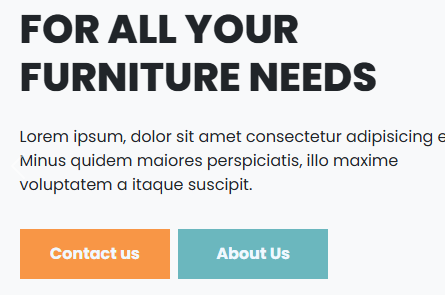 FOR ALL YOUR
FURNITURE NEEDS
Lorem ipsum, dolor sit amet consectetur adipisicing
Minus quidem maiores perspiciatis, illo maxime
voluptatem a itaque suscipit.
Contact us
About Us